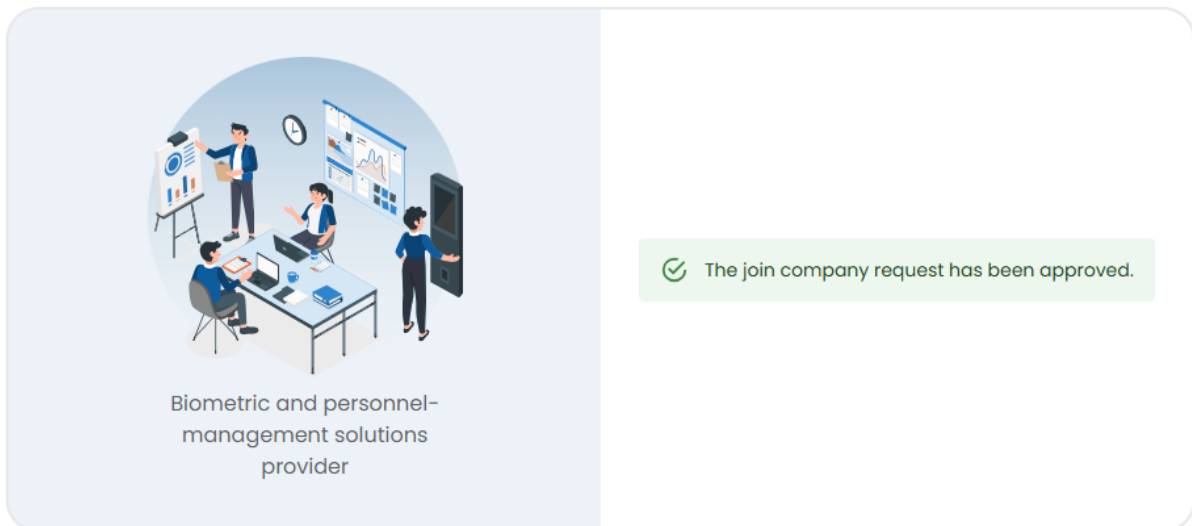 Biometric and personnel-
management solutions
provider
The join company request has been approved.